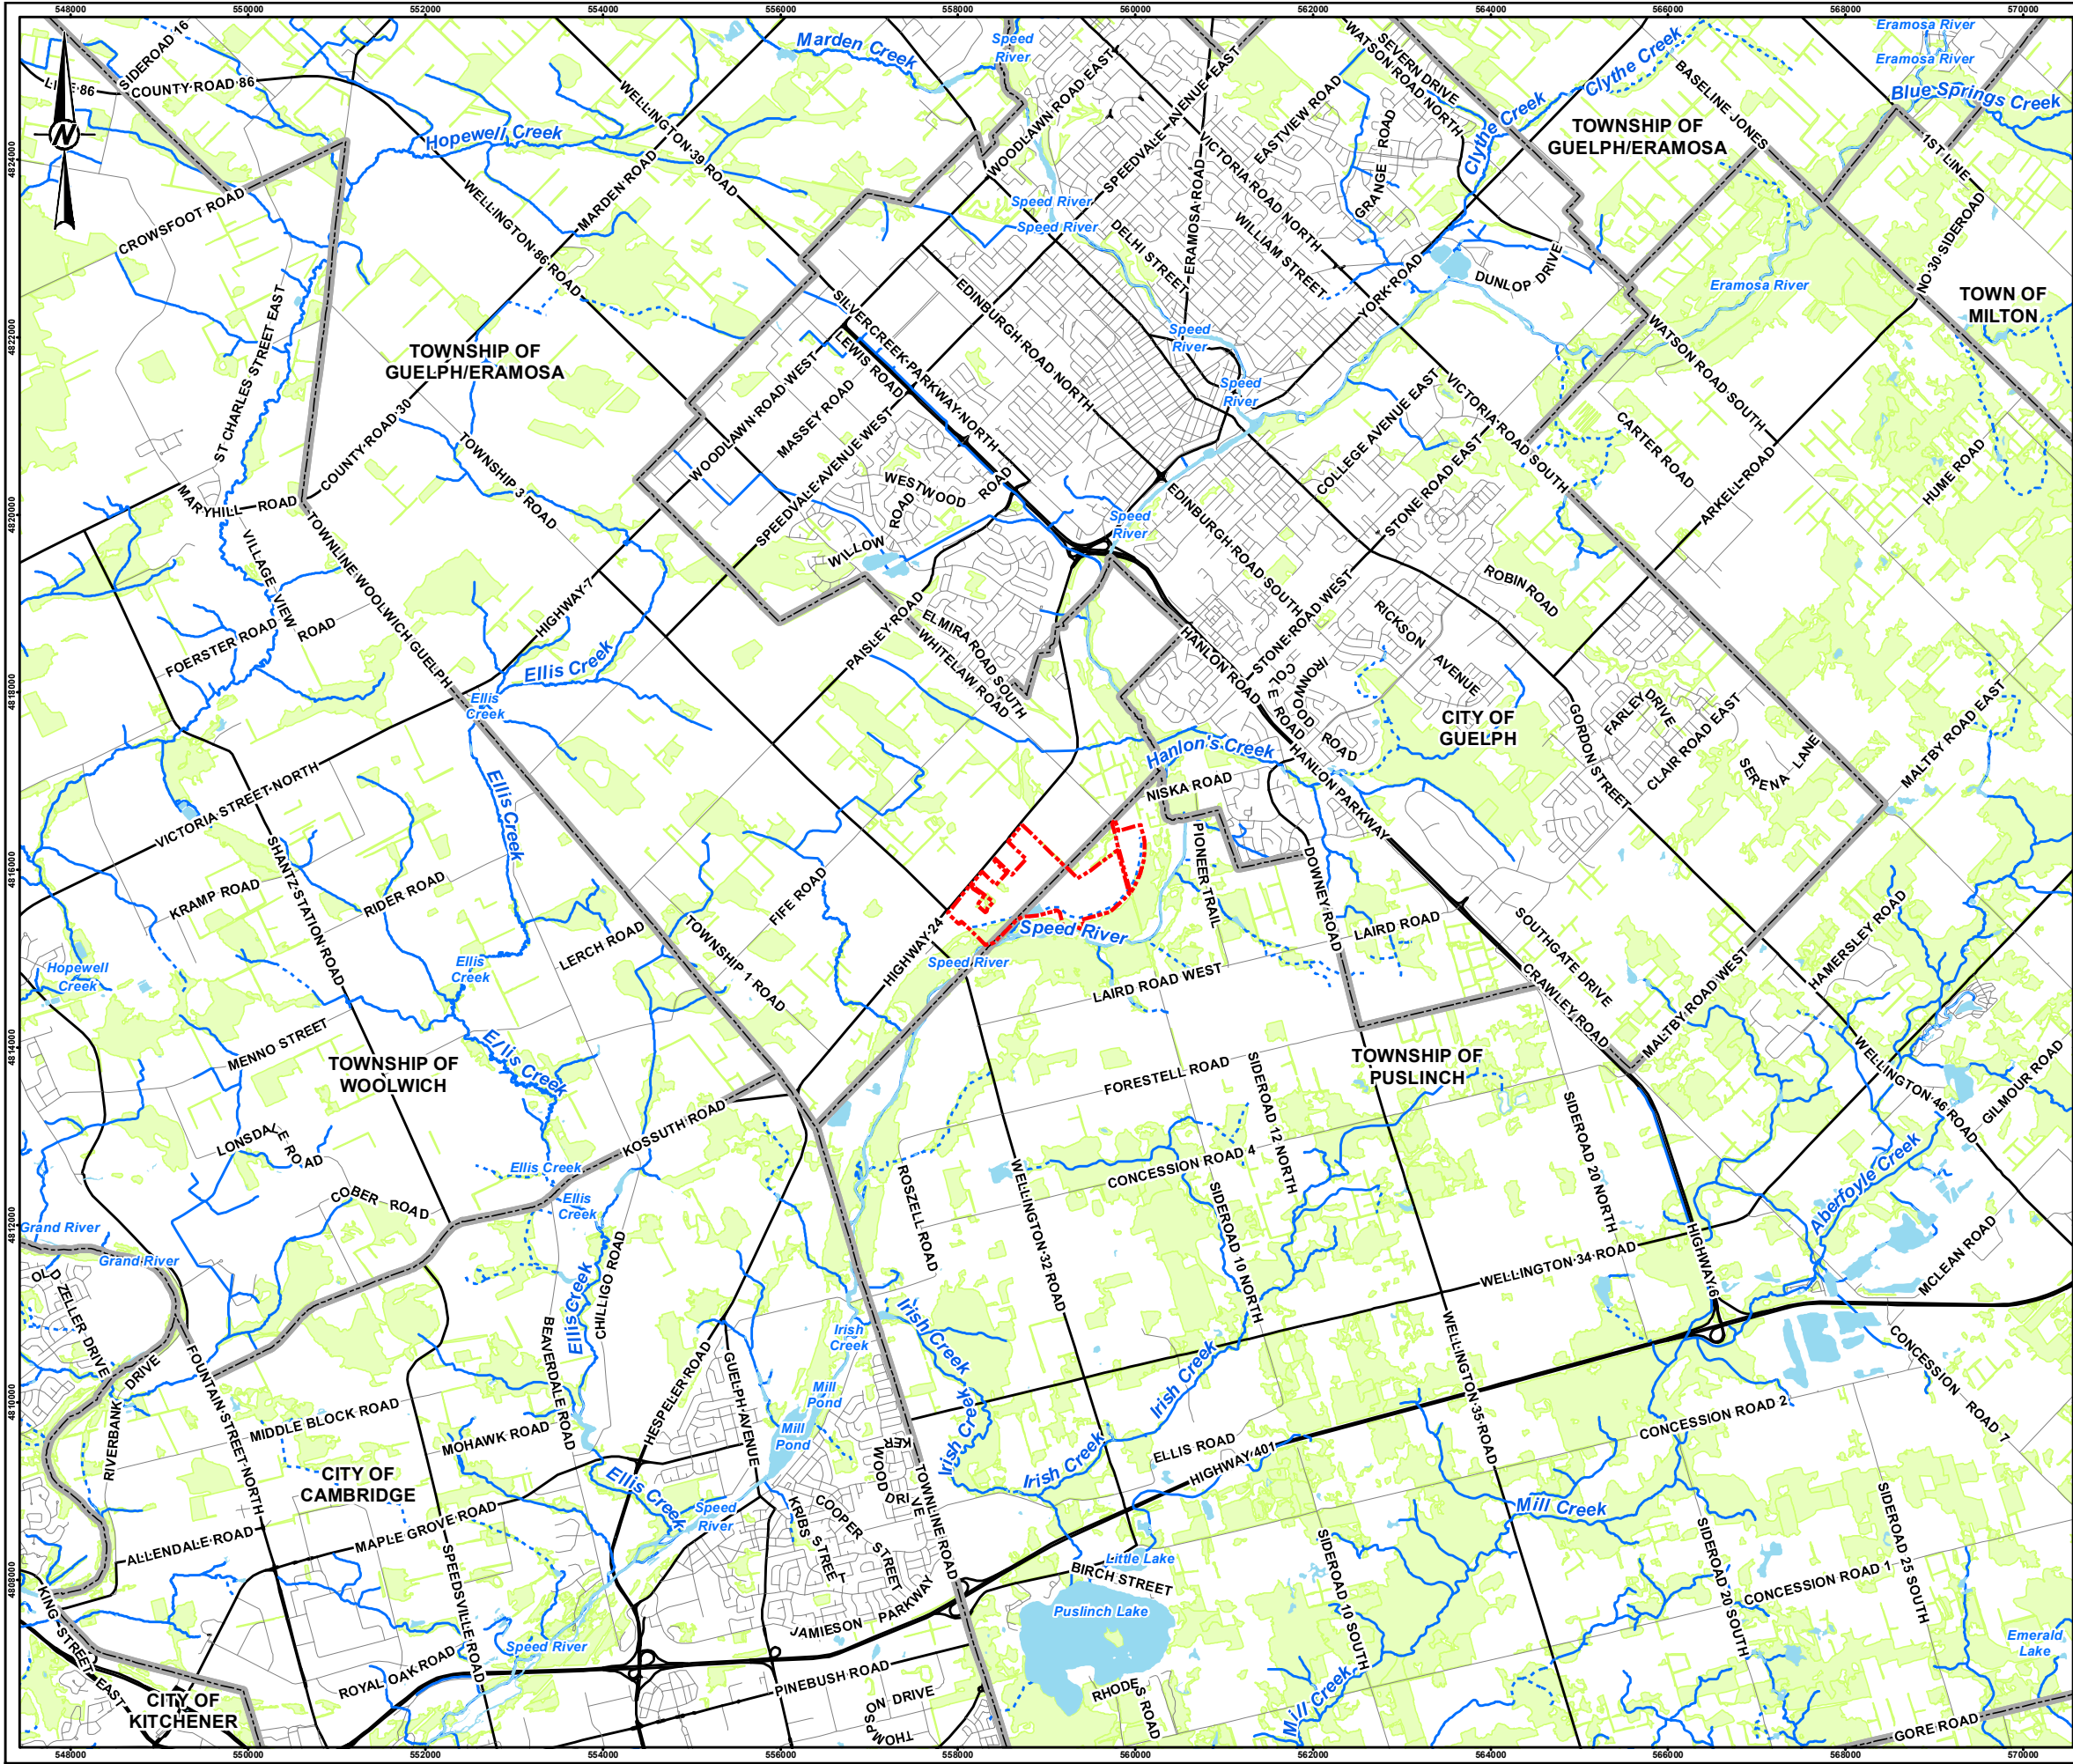 548000
550000
552000
554000
556000
558000
560000
562000
564000
566000
568000
570000
4824000
4822000
4820000
4818000
4816000
4814000
4812000
4810000
4808000
N
SIDEROAD 16
LINE 86
COUNTY ROAD 86
Hopewell Creek
CROWSFOOT ROAD
WELLINGTON 39 ROAD
WELLINGTON 86 ROAD
MARDEN ROAD
Marden Creek
Speed
River
WOODLAWN ROAD EAST
SPEEDVALE AVENUE EAST
Speed River
Speed River
DELHI STREET
ERAMOSA ROAD
VICTORIA ROAD NORTH
WILLIAM STREET
EASTVIEW ROAD
GRANGE ROAD
WATSON ROAD NORTH
SEVERN DRIVE
Clythe Creek
Clythe Creek
BASELINE JONES
TOWNSHIP OF
GUELPH/ERAMOSA
Eramosa River
Eramosa River
Blue Springs Creek
1ST LINE
NO 30 SIDEROAD
TOWN OF
MILTON
Eramosa River
DUNLOP DRIVE
YORK ROAD
WATSON ROAD SOUTH
CARTER ROAD
ARKELL ROAD
HUME ROAD
ST CHARLES STREET EAST
TOWNSHIP OF
GUELPH/ERAMOSA
COUNTY ROAD 30
TOWNSHIP 3 ROAD
MARYHILL ROAD
VILLAGE VIEW
ROAD
TOWNLINE WOOLWICH GUELPH
FOERSTER ROAD
HIGHWAY 7
Ellis Creek
Ellis
Creek
Ellis Creek
SILVERCREEK PARKWAY NORTH
LEWIS ROAD
EDINBURGH ROAD NORTH
WOODLAWN ROAD WEST
MASSEY ROAD
SPEEDVALE AVENUE WEST
WESTWOOD
ROAD
WILLOW
ROAD
PAISLEY ROAD
ELMIRA ROAD SOUTH
WHITELAW ROAD
Speed
River
Speed
River
Speed
River
COLLEGE AVENUE EAST
STONE ROAD EAST
VICTORIA ROAD SOUTH
EDINBURGH ROAD SOUTH
STONE ROAD WEST
ROBIN ROAD
RICKSON AVENUE
HANLON ROAD
COLE ROAD
IRONWOOD ROAD
CITY OF
GUELPH
GORDON STREET
FARLEY DRIVE
CLAIR ROAD EAST
SERENA LANE
MALTBY ROAD EAST
Hanlon's Creek
NISKA ROAD
HANLON PARKWAY
PIONEER TRAIL
DOWNEY ROAD
LAIRD ROAD
LAIRD ROAD WEST
SOUTHGATE DRIVE
CRAWLEY ROAD
MALTBY ROAD WEST
HAMERSLEY ROAD
WELLINGTON 46 ROAD
GILMOUR ROAD
VICTORIA STREET NORTH
SHANTZ STATION ROAD
KRAMP ROAD
RIDER ROAD
LERCH ROAD
TOWNSHIP 1 ROAD
FIFE ROAD
HIGHWAY 24
Speed River
Speed River
Hopewell
Creek
Ellis
Creek
MENNO STREET
Ellis Creek
TOWNSHIP OF
WOOLWICH
LONSDALE ROAD
COBER ROAD
KOSSUTH ROAD
Ellis Creek
Ellis
Creek
CHILLIGO ROAD
Ellis Creek
BEAVERDALE ROAD
Grand River
Grand River
OLD ZELLER DRIVE
RIVERBANK DRIVE
FOUNTAIN STREET NORTH
MIDDLE BLOCK ROAD
MOHAWK ROAD
HESPELER ROAD
GUELPH AVENUE
CITY OF
CAMBRIDGE
ALLENDALE ROAD
MAPLE GROVE ROAD
SPEEDSVILLE ROAD
Ellis Creek
Speed
River
Mill
Pond
Mill
Pond
Irish
Creek
KRIBS STREET
COOPER STREET
WOOD
KER
DRIVE
TOWNLINE ROAD
JAMIESON PARKWAY
PINEBUSH ROAD
THOMPSON DRIVE
ROYAL OAK ROAD
Speed River
KING STREET EAST
CITY OF
KITCHENER
TOWNSHIP OF
PUSLINCH
FORESTELL ROAD
SIDEROAD 12 NORTH
CONCESSION ROAD 4
SIDEROAD 10 NORTH
SIDEROAD 20 NORTH
ROSZELL ROAD
WELLINGTON 32 ROAD
WELLINGTON 34 ROAD
HIGHWAY 6
Aberfoyle Creek
MCLEAN ROAD
Irish Creek
Irish Creek
Irish Creek
Irish Creek
ELLIS ROAD
HIGHWAY 401
WELLINGTON 35 ROAD
CONCESSION ROAD 2
CONCESSION ROAD 7
Mill Creek
SIDEROAD 10 SOUTH
SIDEROAD 20 SOUTH
SIDEROAD 25 SOUTH
CONCESSION ROAD 1
Little Lake
BIRCH STREET
Puslinch Lake
RHODES ROAD
Mill Creek
Emerald
Lake
GORE ROAD
548000
550000
552000
554000
556000
558000
560000
562000
564000
566000
568000
570000